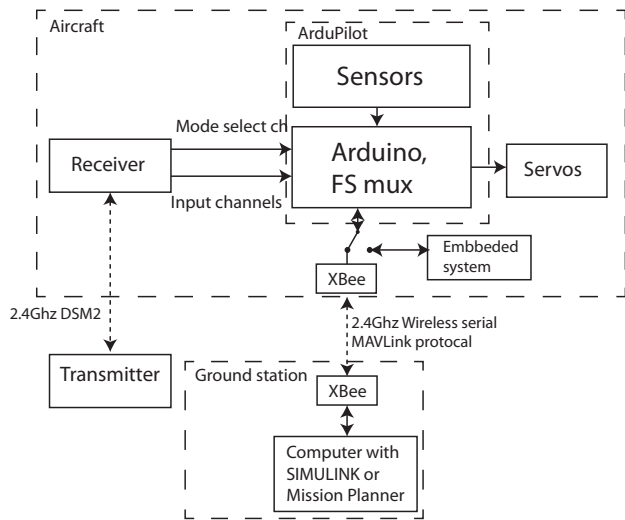 Aircraft
ArduPilot
Sensors
Mode select ch
Receiver
Arduino,
FS mux
Servos
Input channels
Embbeded
system
XBee
2.4Ghz DSM2
2.4Ghz Wireless serial
MAVLink protocal
Transmitter
Ground station
XBee
Computer with
SIMULINK or
Mission Planner